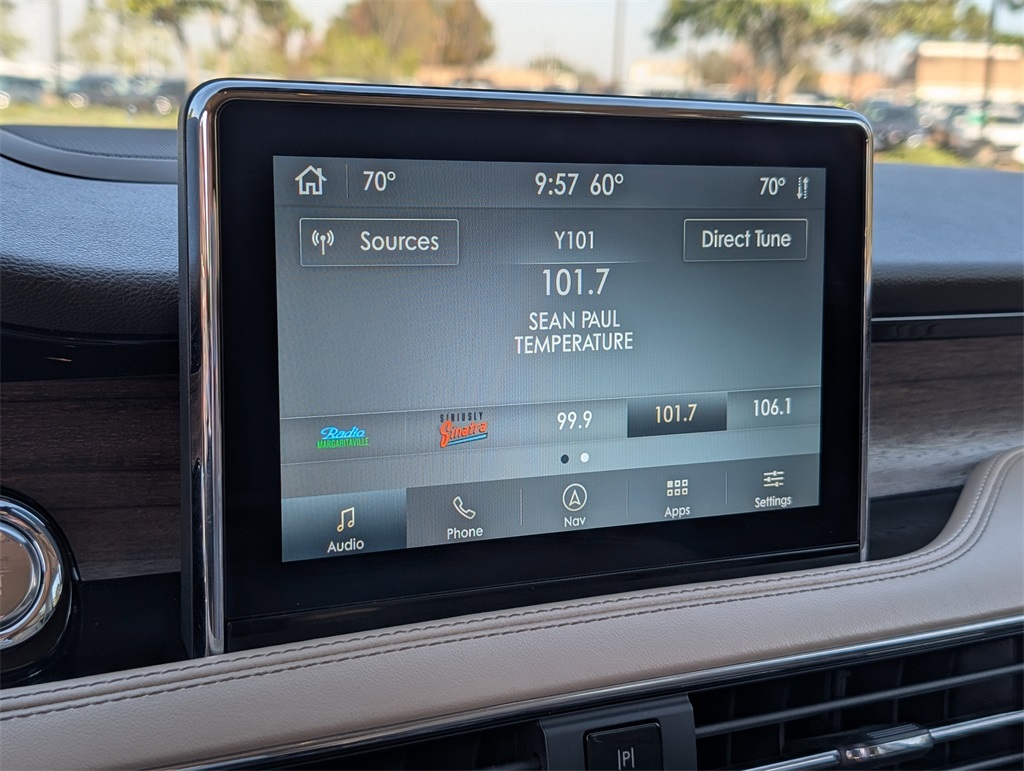 70° 9:57 60° 70°
Sources Y101 Direct Tune
101.7
SEAN PAUL
TEMPERATURE
Radio
MARGARITAVILLE
SIRIUSLY
Sinatra
99.9 101.7 106.1
Audio Phone Nav Apps Settings
P